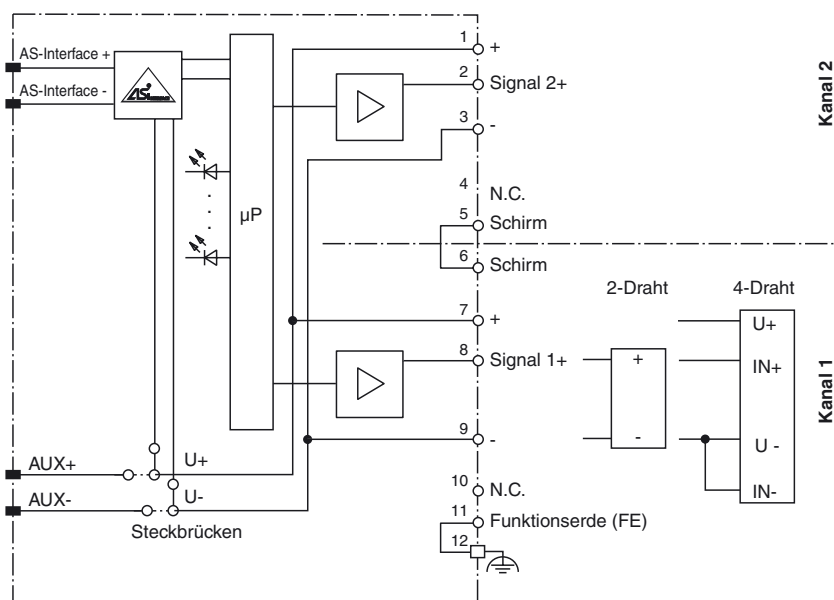 AS-Interface +
AS-Interface -
µP
1
+
2
Signal 2+
3
-
4
N.C.
5
Schirm
6
Schirm
Kanal 2
7
+
8
Signal 1+
9
-
10
N.C.
11
Funktionserde (FE)
12
2-Draht
+
-
4-Draht
U+
IN+
U -
IN-
Kanal 1
AUX+
U+
AUX-
U-
Steckbrücken